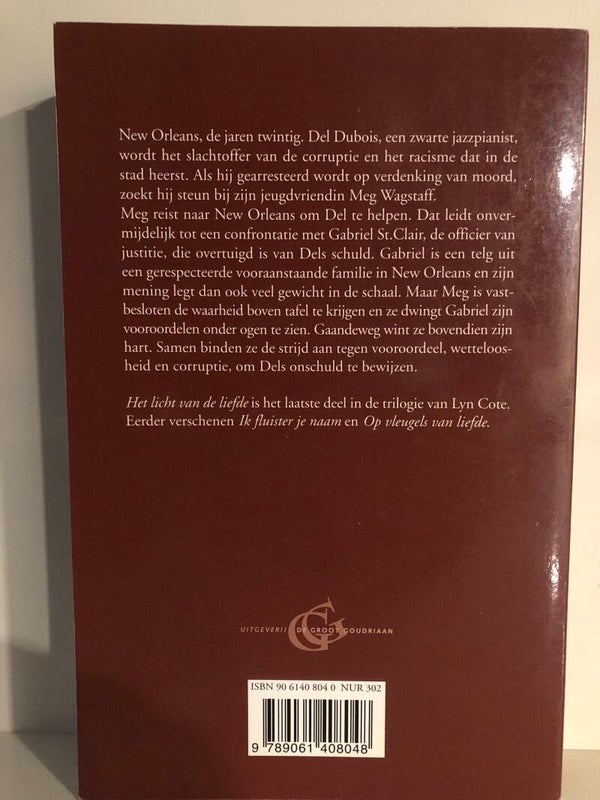 New Orleans, de jaren twintig. Del Dubois, een zwarte jazzpianist,
wordt het slachtoffer van de corruptie en het racisme dat in de
stad heerst. Als hij gearresteerd wordt op verdenking van moord,
zoekt hij steun bij zijn jeugdvriendin Meg Wagstaff.
Meg reist naar New Orleans om Del te helpen. Dat leidt onver-
mijdelijk tot een confrontatie met Gabriel St.Clair, de officier van
justitie, die overtuigd is van Dels schuld. Gabriel is een telg uit
een gerespecteerde vooraanstaande familie in New Orleans en zijn
mening legt dan ook veel gewicht in de schaal. Maar Meg is vast-
besloten de waarheid boven tafel te krijgen en ze dwingt Gabriel zijn
vooroordelen onder ogen te zien. Gaandeweg wint ze bovendien zijn
hart. Samen binden ze de strijd aan tegen vooroordeel, wetteloos-
heid en corruptie, om Dels onschuld te bewijzen.
Het licht van de liefde is het laatste deel in de trilogie van Lyn Cote.
Eerder verschenen Ik fluister je naam en Op vleugels van liefde.
UITGEVERIJ DE GROOT GOUDRIAAN
ISBN 90 6140 804 0 NUR 302
9 789061 408048